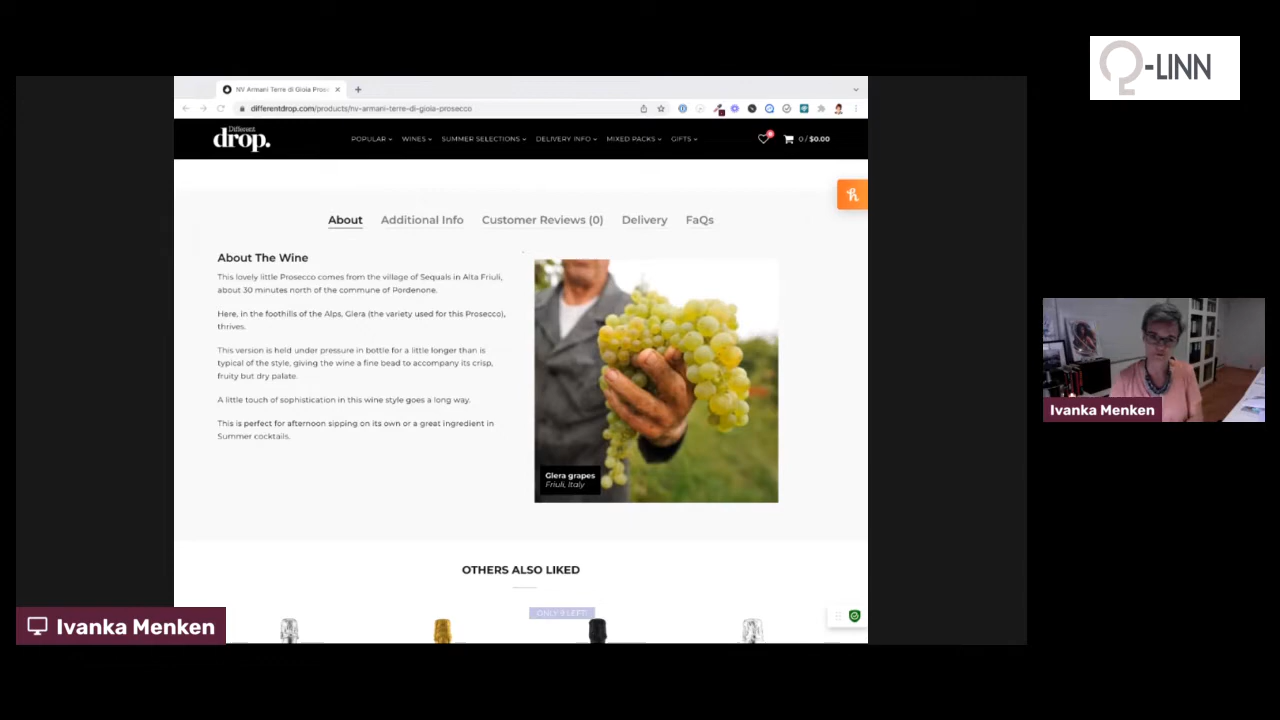 -LINN
NV Armani Terre di Gioia Prosec
differentdrop.com/products/nv-armani-terre-di-gioia-prosecco
Different
drop.
POPULAR
WINES
SUMMER SELECTIONS
DELIVERY INFO
MIXED PACKS
GIFTS
0 / $0.00
About
Additional Info
Customer Reviews (0)
Delivery
FaQs
About The Wine
This lovely little Prosecco comes from the village of Sequals in Alta Friuli,
about 30 minutes north of the commune of Pordenone.
Here, in the foothills of the Alps, Glera (the variety used for this Prosecco),
thrives.
This version is held under pressure in bottle for a little longer than is
typical of the style, giving the wine a fine bead to accompany its crisp,
fruity but dry palate.
A little touch of sophistication in this wine style goes a long way.
This is perfect for afternoon sipping on its own or a great ingredient in
Summer cocktails.
Glera grapes
Friuli, Italy
OTHERS ALSO LIKED
ONLY 9 LEFT!
Ivanka Menken
Ivanka Menken